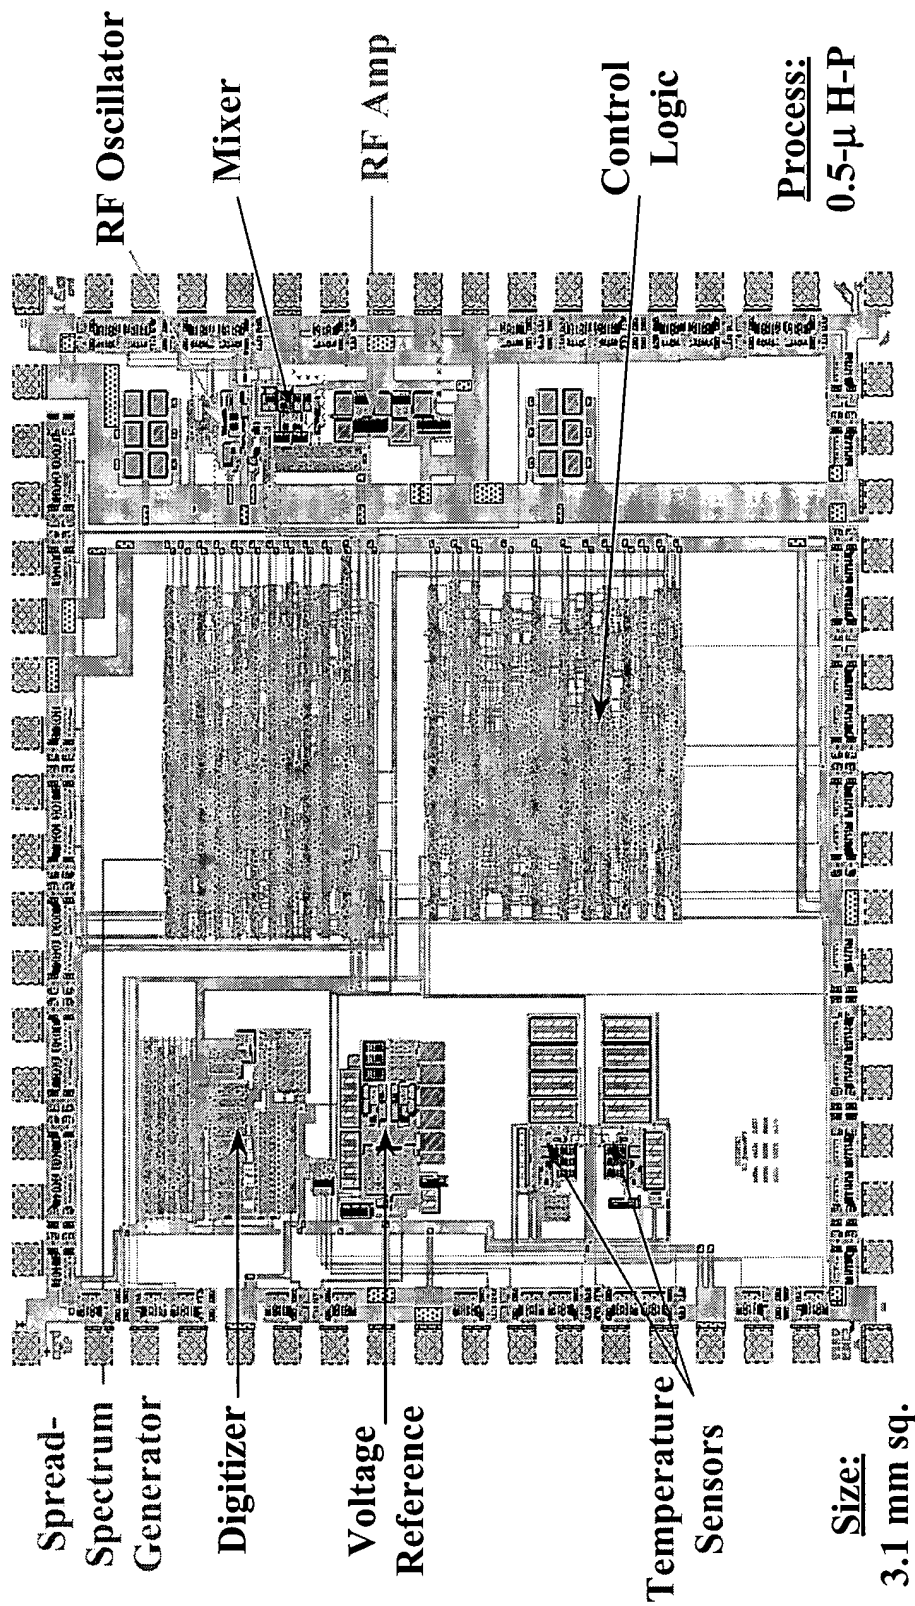 Spread-
Spectrum
Generator
Digitizer
Voltage
Reference
Temperature
Sensors
Size:
3.1 mm sq.
RF Oscillator
Mixer
RF Amp
Control
Logic
Process:
0.5-μ H-P